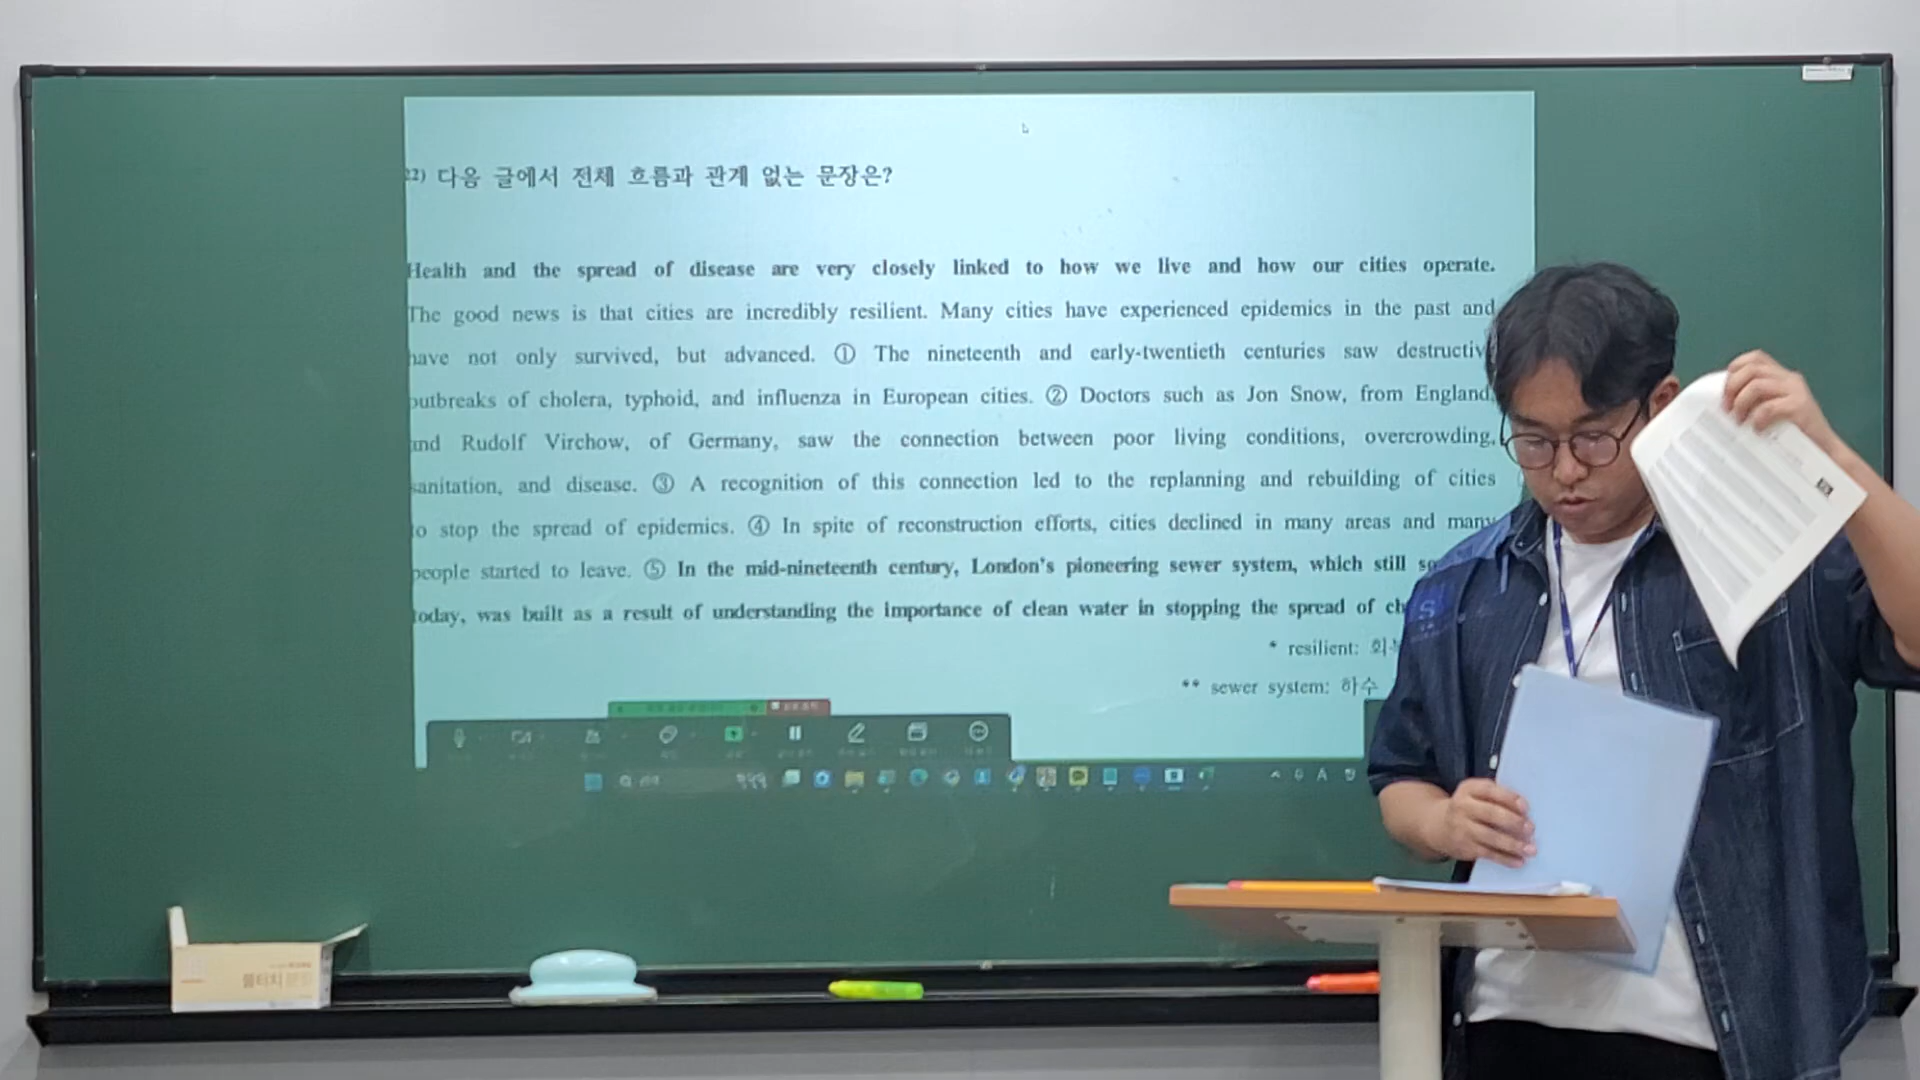 22) 다음 글에서 전체 흐름과 관계 없는 문장은?
Health and the spread of disease are very closely linked to how we live and how our cities operate.
The good news is that cities are incredibly resilient. Many cities have experienced epidemics in the past and
have not only survived, but advanced. ① The nineteenth and early-twentieth centuries saw destructiv
outbreaks of cholera, typhoid, and influenza in European cities. ② Doctors such as Jon Snow, from England,
and Rudolf Virchow, of Germany, saw the connection between poor living conditions, overcrowding,
sanitation, and disease. ③ A recognition of this connection led to the replanning and rebuilding of cities
to stop the spread of epidemics. ④ In spite of reconstruction efforts, cities declined in many areas and many
people started to leave. ⑤ In the mid-nineteenth century, London's pioneering sewer system, which still
today, was built as a result of understanding the importance of clean water in stopping the spread of
* resilient:
** sewer system: 하수